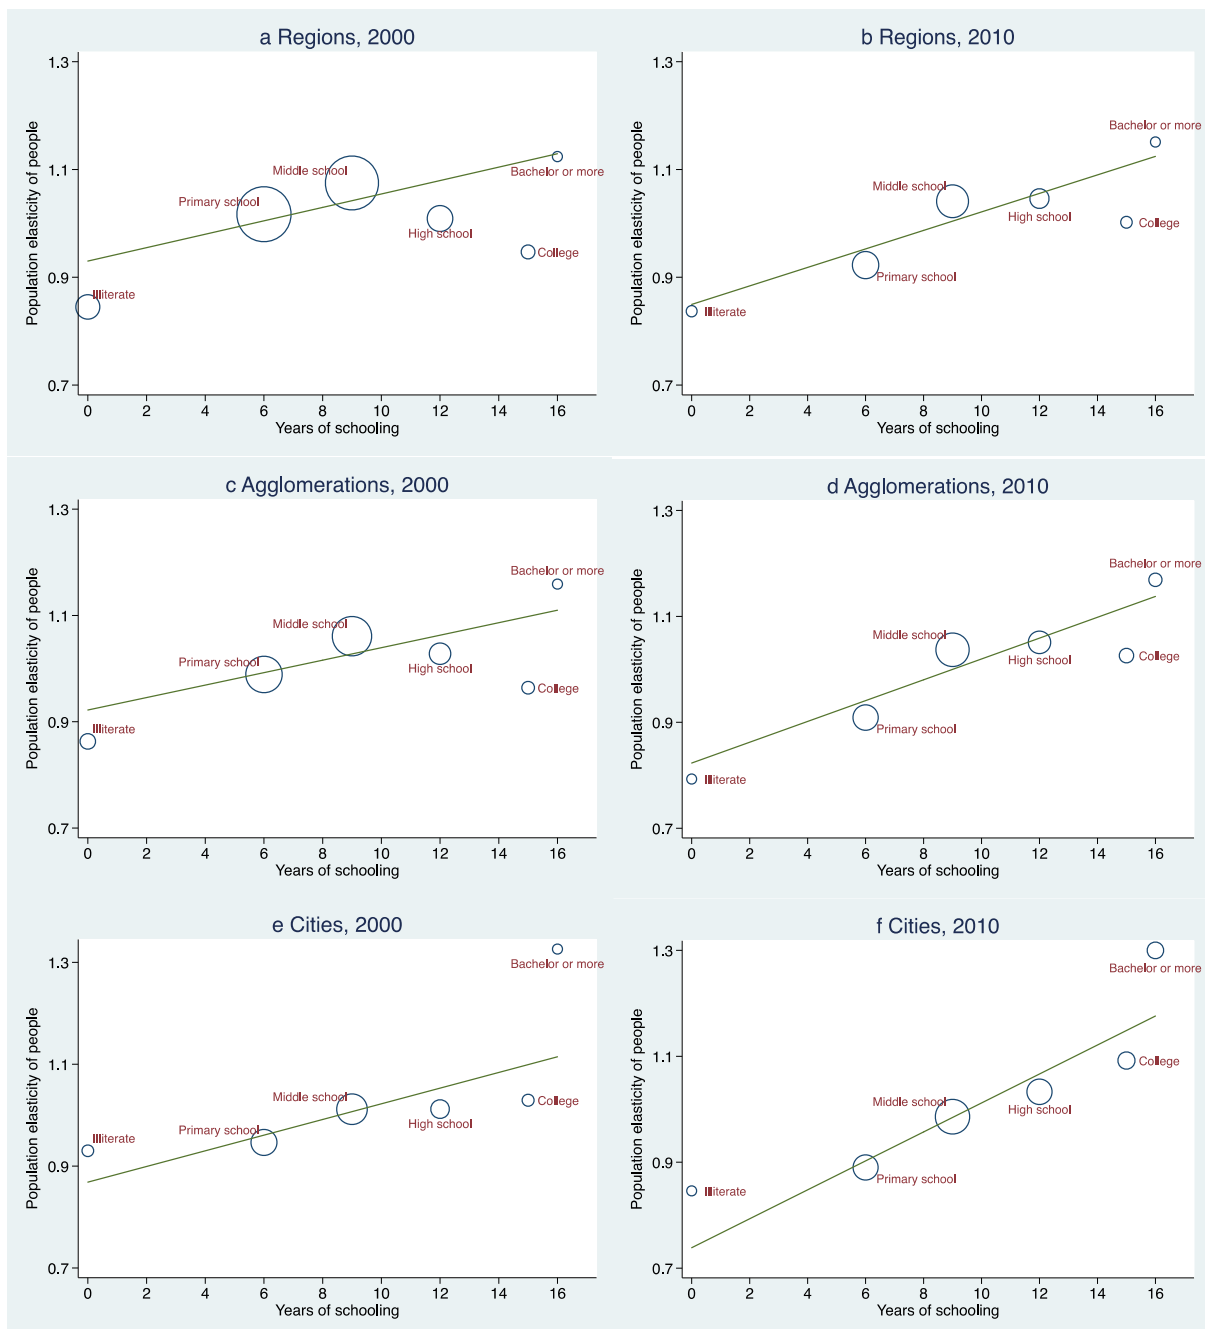 a Regions, 2000
Population elasticity of people
1.3
1.1
0.9
0.7
Bachelor or more
Middle school
Primary school
High school
College
Illiterate
0 2 4 6 8 10 12 14 16
Years of schooling
b Regions, 2010
Population elasticity of people
1.3
1.1
0.9
0.7
Bachelor or more
Middle school
High school
College
Primary school
Illiterate
0 2 4 6 8 10 12 14 16
Years of schooling
c Agglomerations, 2000
Population elasticity of people
1.3
1.1
0.9
0.7
Bachelor or more
Middle school
Primary school
High school
College
Illiterate
0 2 4 6 8 10 12 14 16
Years of schooling
d Agglomerations, 2010
Population elasticity of people
1.3
1.1
0.9
0.7
Bachelor or more
Middle school
High school
College
Primary school
Illiterate
0 2 4 6 8 10 12 14 16
Years of schooling
e Cities, 2000
Population elasticity of people
1.3
1.1
0.9
0.7
Bachelor or more
Middle school
College
High school
Primary school
Illiterate
0 2 4 6 8 10 12 14 16
Years of schooling
f Cities, 2010
Population elasticity of people
1.3
1.1
0.9
0.7
Bachelor or more
College
Middle school
High school
Primary school
Illiterate
0 2 4 6 8 10 12 14 16
Years of schooling